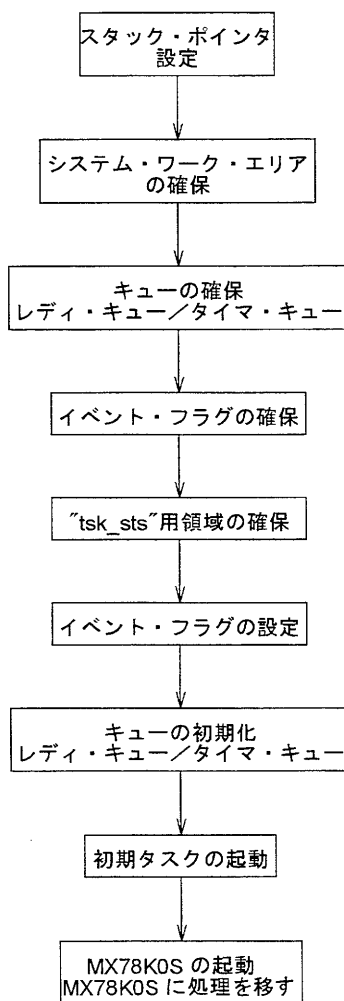 スタック・ポインタ
設定
システム・ワーク・エリア
の確保
キューの確保
レディ・キュー／タイマ・キュー
イベント・フラグの確保
"tsk_sts"用領域の確保
イベント・フラグの設定
キューの初期化
レディ・キュー／タイマ・キュー
初期タスクの起動
MX78K0S の起動
MX78K0S に処理を移す